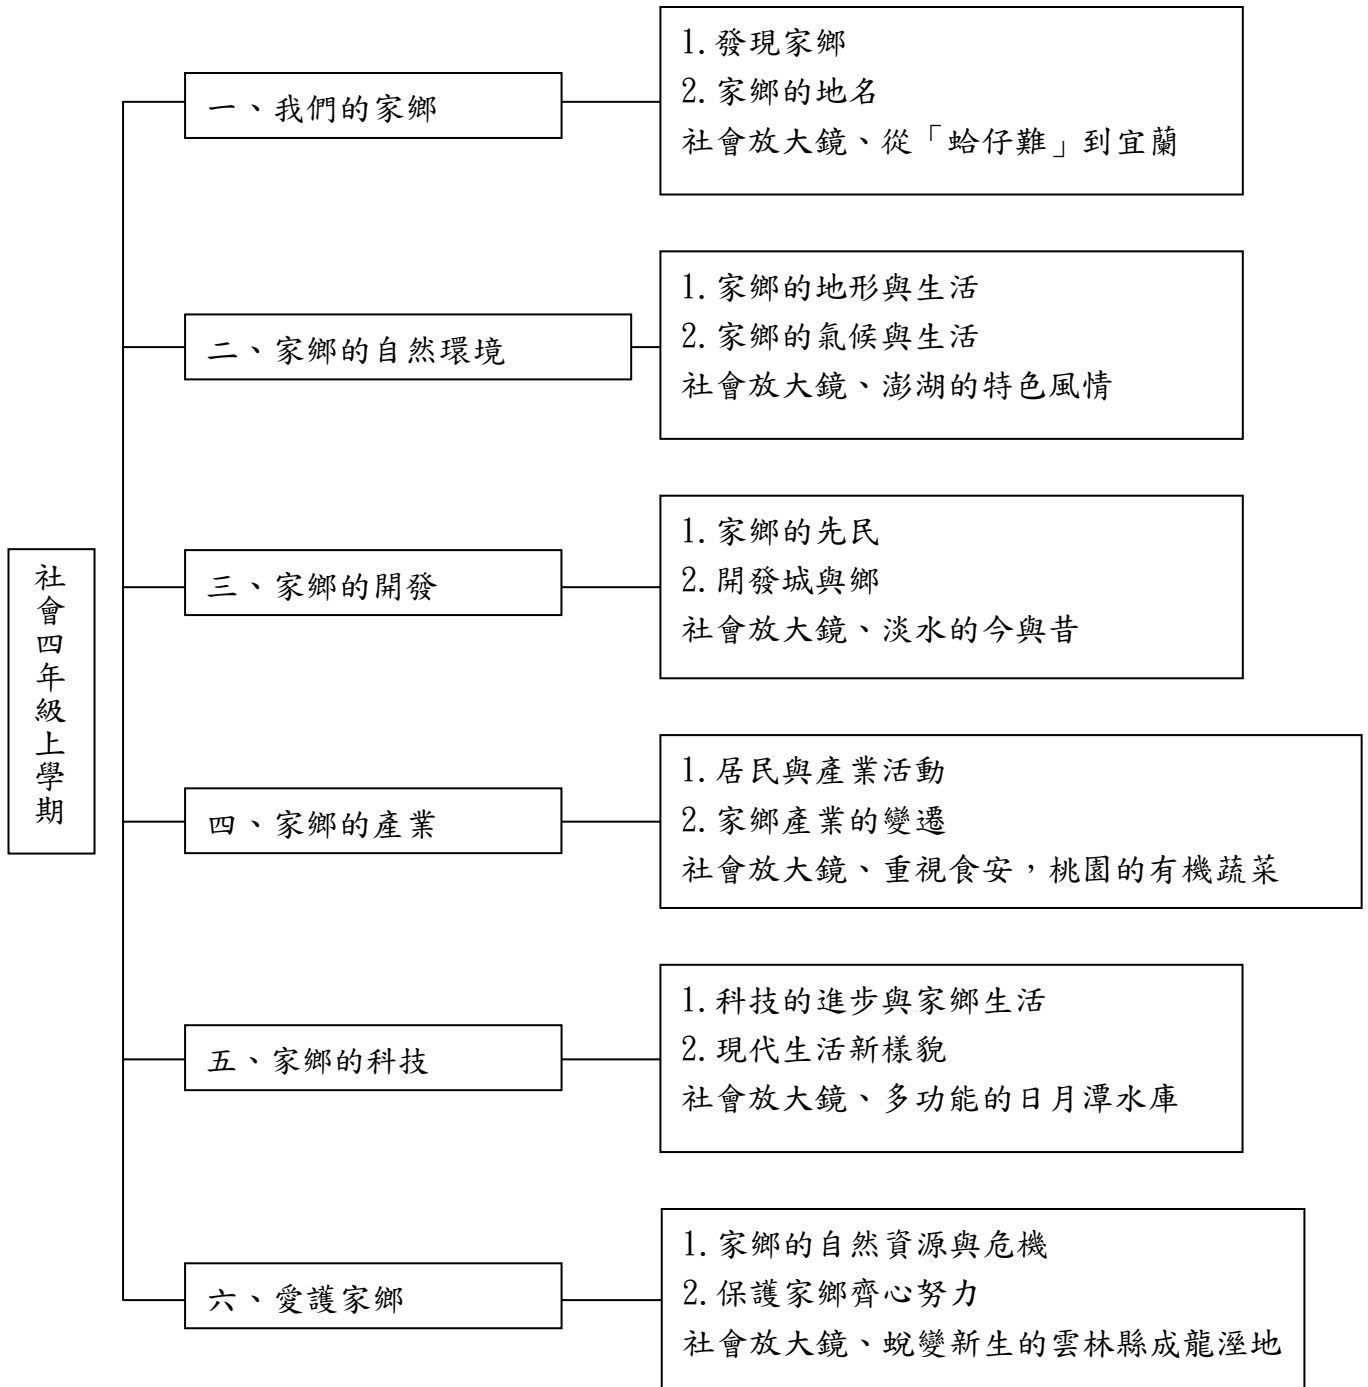 社會四年級上學期
一、我們的家鄉
1.發現家鄉
2.家鄉的地名
社會放大鏡、從「蛤仔難」到宜蘭
二、家鄉的自然環境
1.家鄉的地形與生活
2.家鄉的氣候與生活
社會放大鏡、澎湖的特色風情
三、家鄉的開發
1.家鄉的先民
2.開發城與鄉
社會放大鏡、淡水的今與昔
四、家鄉的產業
1.居民與產業活動
2.家鄉產業的變遷
社會放大鏡、重視食安，桃園的有機蔬菜
五、家鄉的科技
1.科技的進步與家鄉生活
2.現代生活新樣貌
社會放大鏡、多功能的日月潭水庫
六、愛護家鄉
1.家鄉的自然資源與危機
2.保護家鄉齊心努力
社會放大鏡、蛻變新生的雲林縣成龍溼地